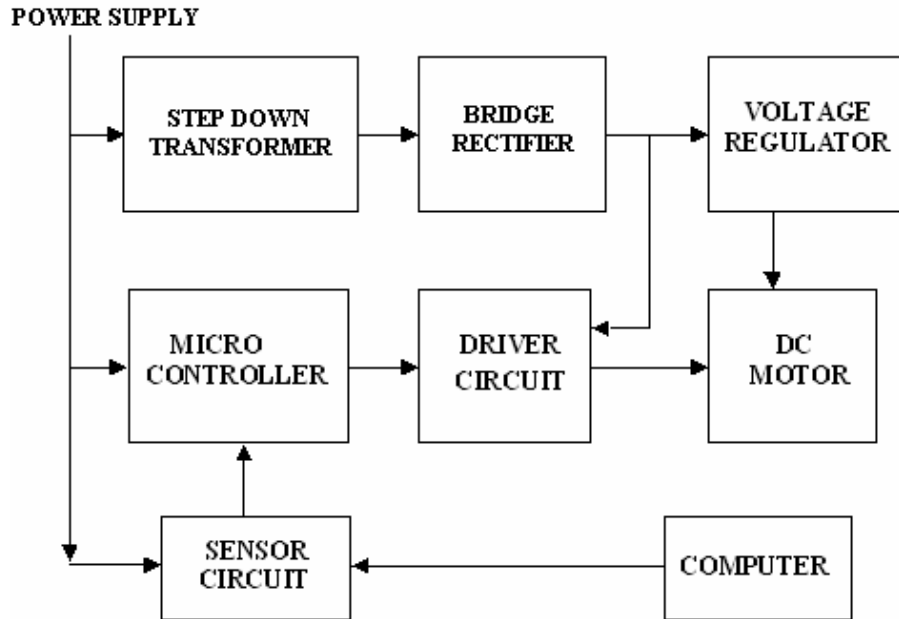 POWER SUPPLY
STEP DOWN
TRANSFORMER
BRIDGE
RECTIFIER
VOLTAGE
REGULATOR
MICRO
CONTROLLER
DRIVER
CIRCUIT
DC
MOTOR
SENSOR
CIRCUIT
COMPUTER